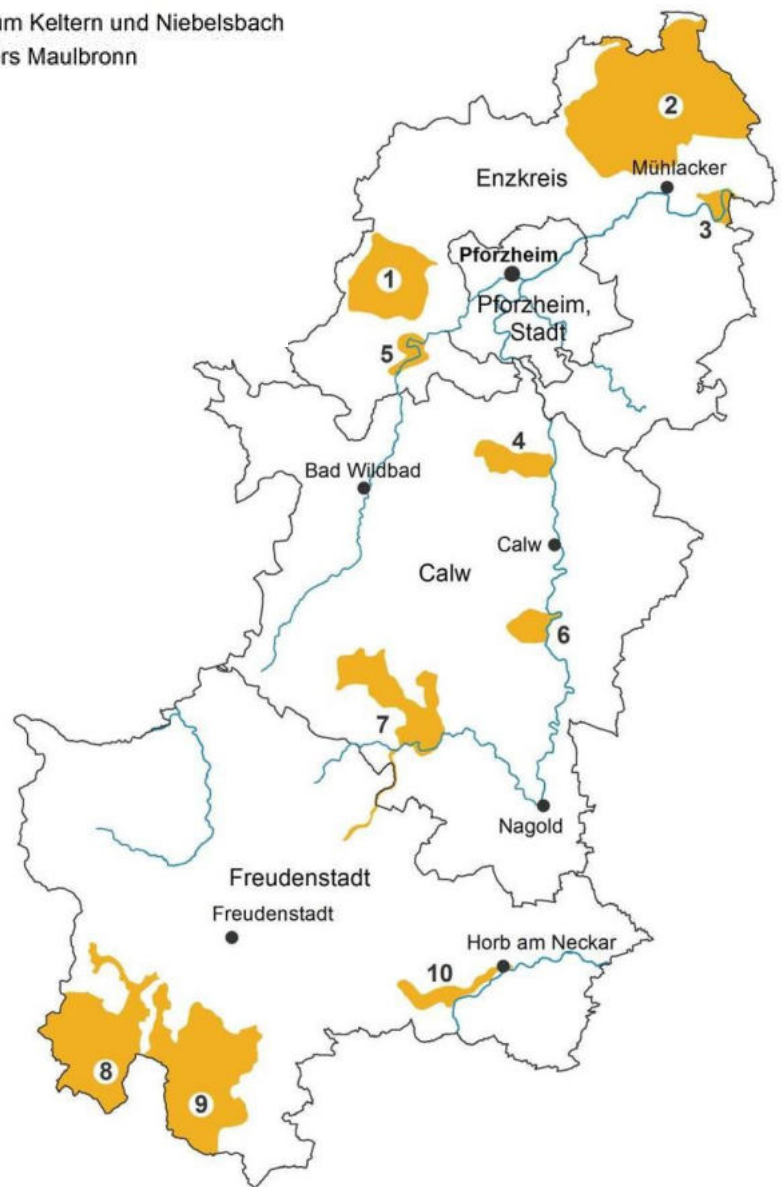 um Keltern und Niebelsbach
rs Maulbronn
2
Enzkreis
Mühlacker
3
Pforzheim
1
Pforzheim,
Stadt
5
4
Bad Wildbad
Calw
Calw
6
7
Nagold
Freudenstadt
Freudenstadt
Horb am Neckar
10
8
9